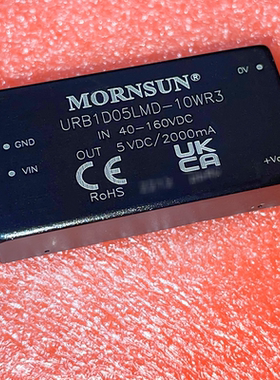 MORNSUN®
0V
URB1D05LMD-10WR3
GND
IN 40-160VDC
OUT 5VDC/2000mA
VIN
+Vo
CE
UK
CA
RoHS